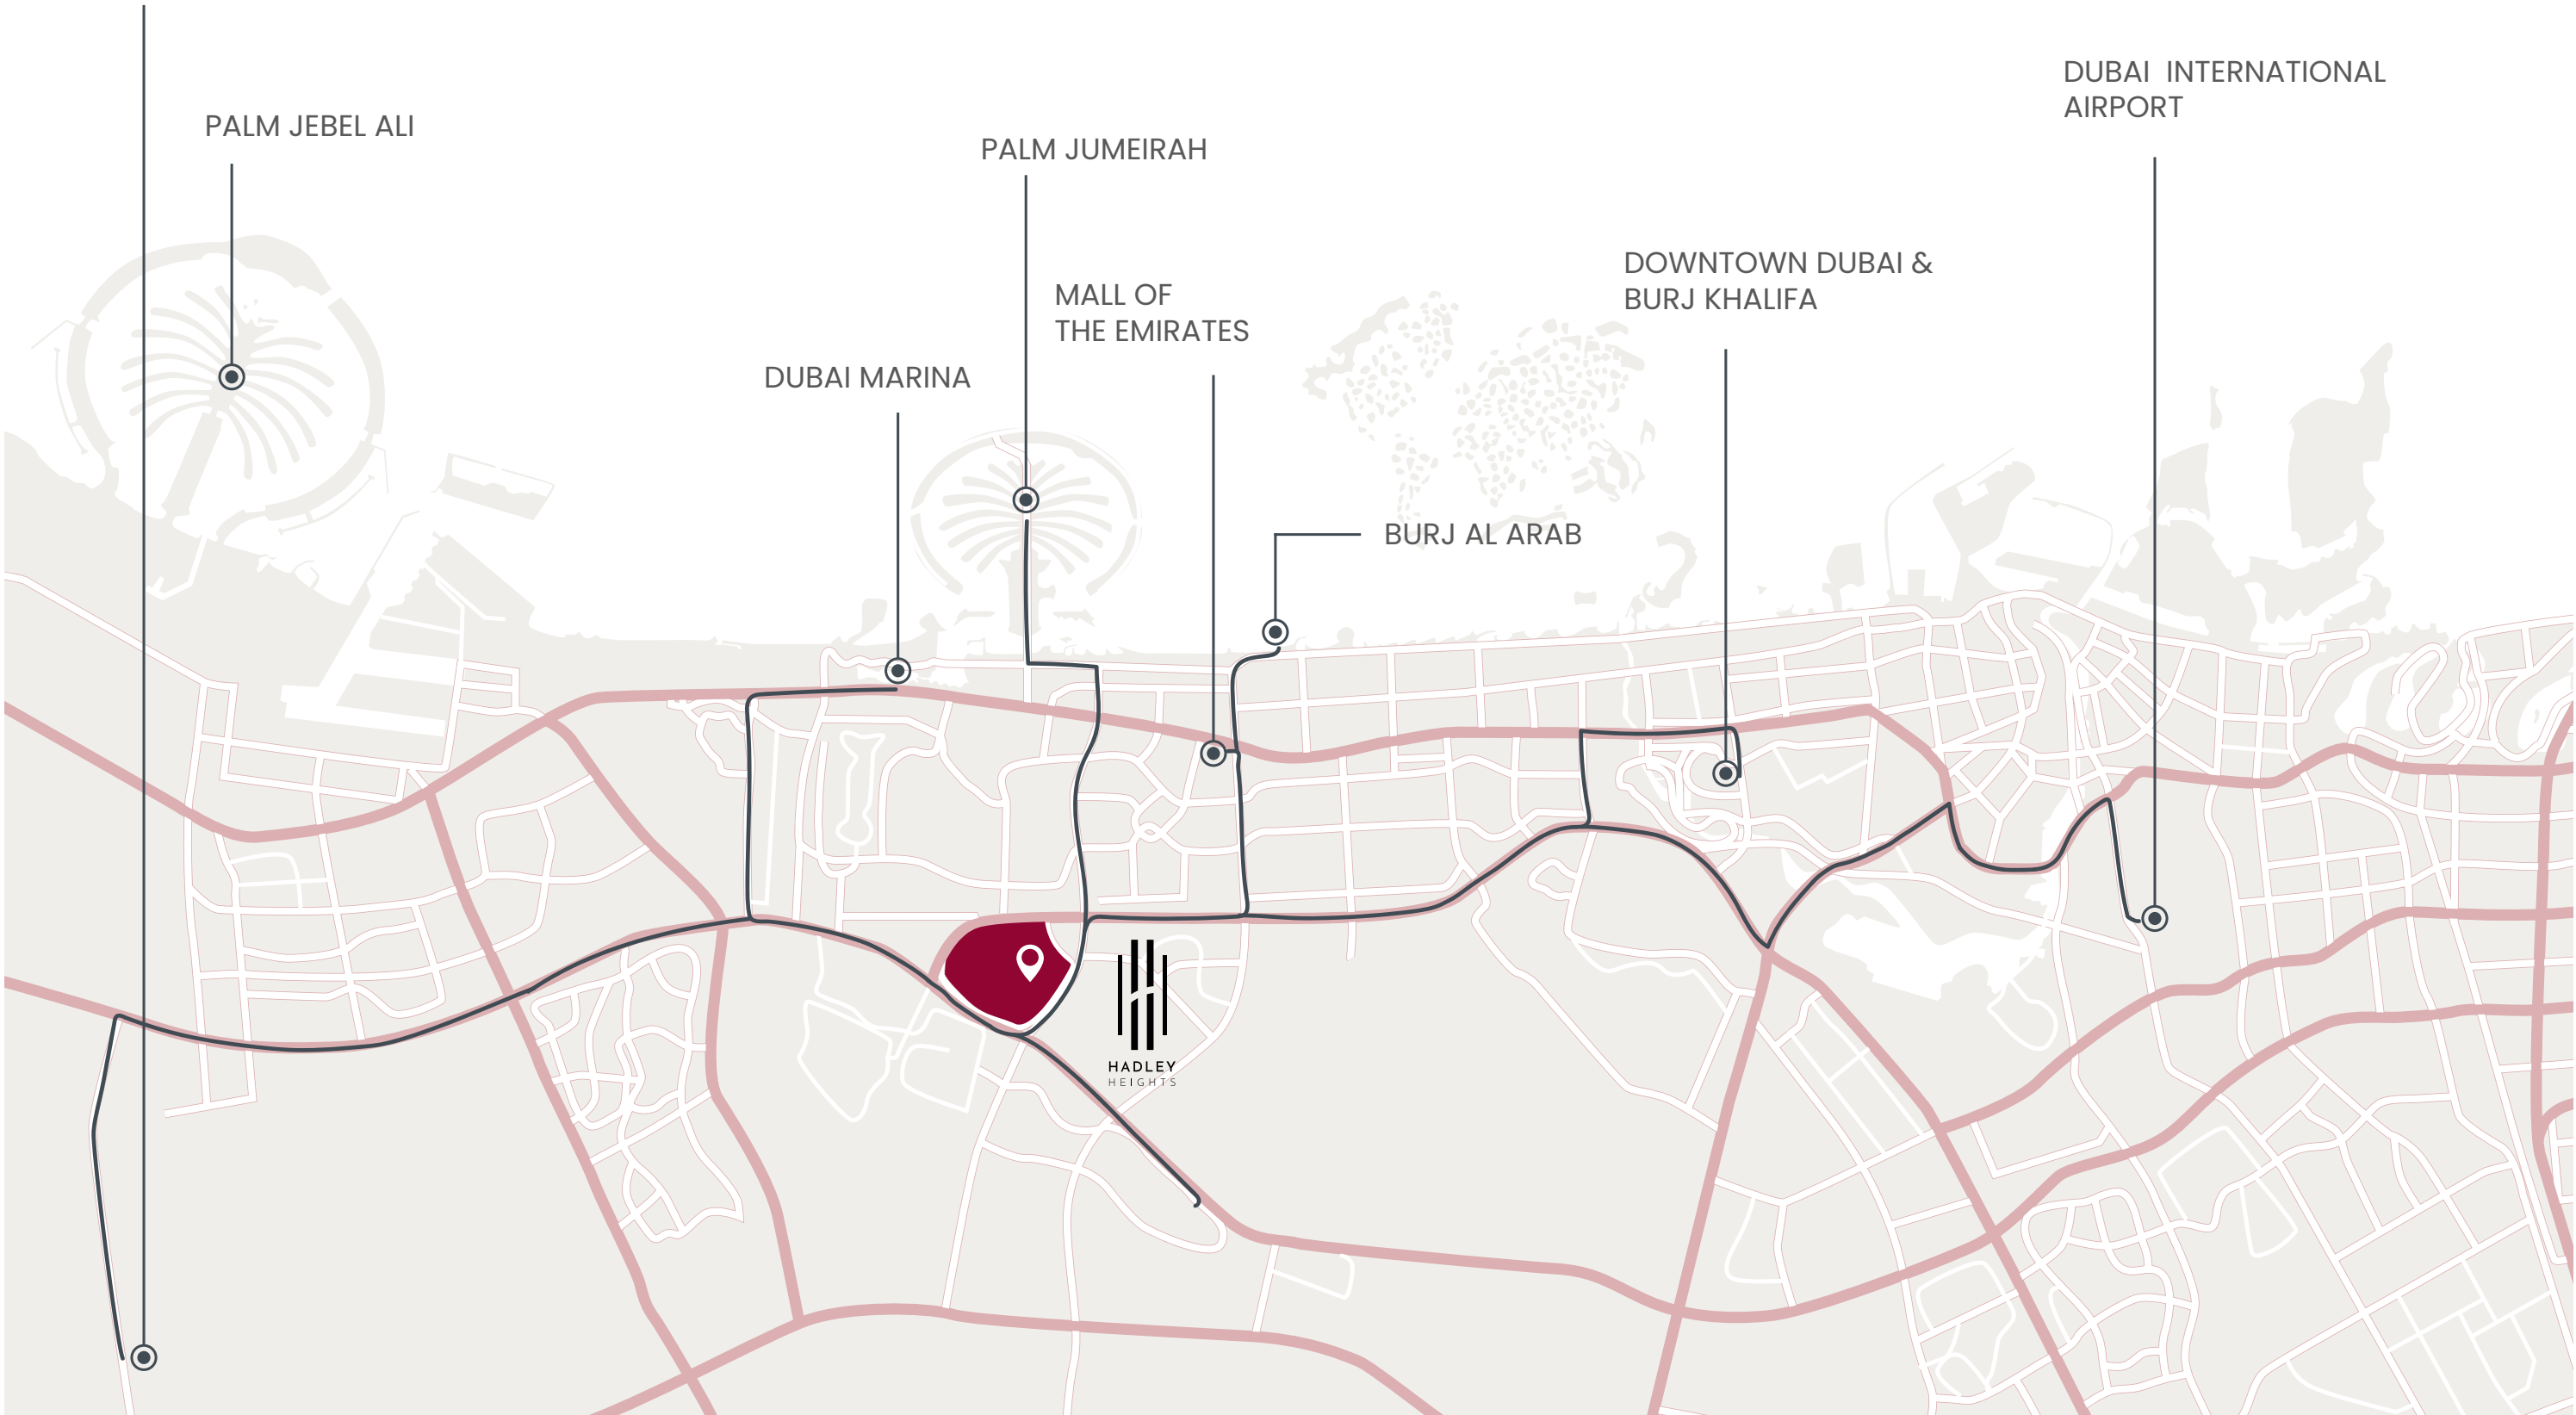 DUBAI  INTERNATIONAL
AIRPORT
PALM JEBEL ALI
PALM JUMEIRAH
DOWNTOWN DUBAI &
BURJ KHALIFA
MALL OF
THE EMIRATES
DUBAI MARINA
BURJ AL ARAB
HADLEY
HEIGHTS